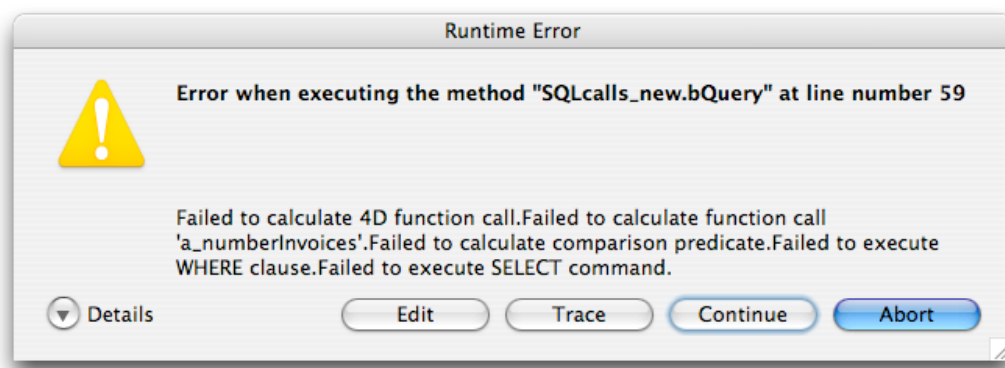 Runtime Error
Error when executing the method "SQLcalls_new.bQuery" at line number 59
Failed to calculate 4D function call.Failed to calculate function call
'a_numberInvoices'.Failed to calculate comparison predicate.Failed to execute
WHERE clause.Failed to execute SELECT command.
Details Edit Trace Continue Abort